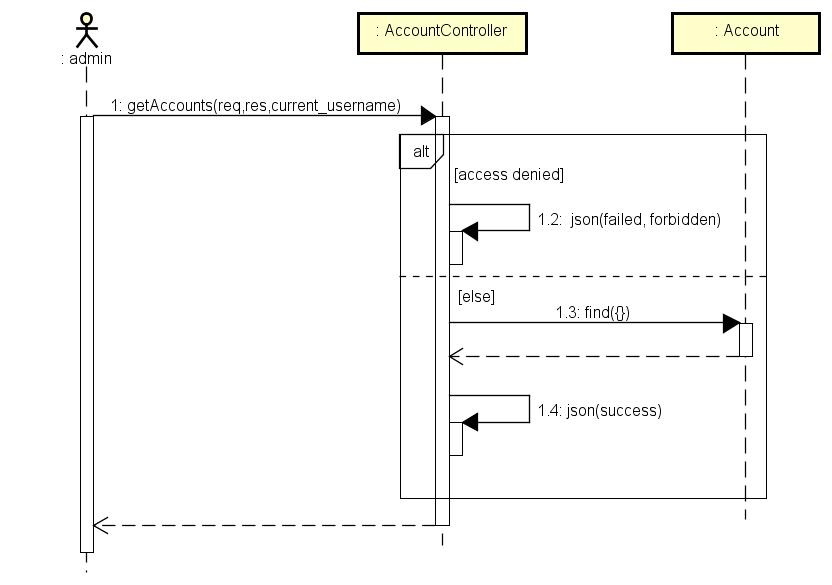 : admin
: AccountController
: Account
1: getAccounts(req,res,current_username)
alt
[access denied]
1.2: json(failed, forbidden)
[else]
1.3: find({})
1.4: json(success)